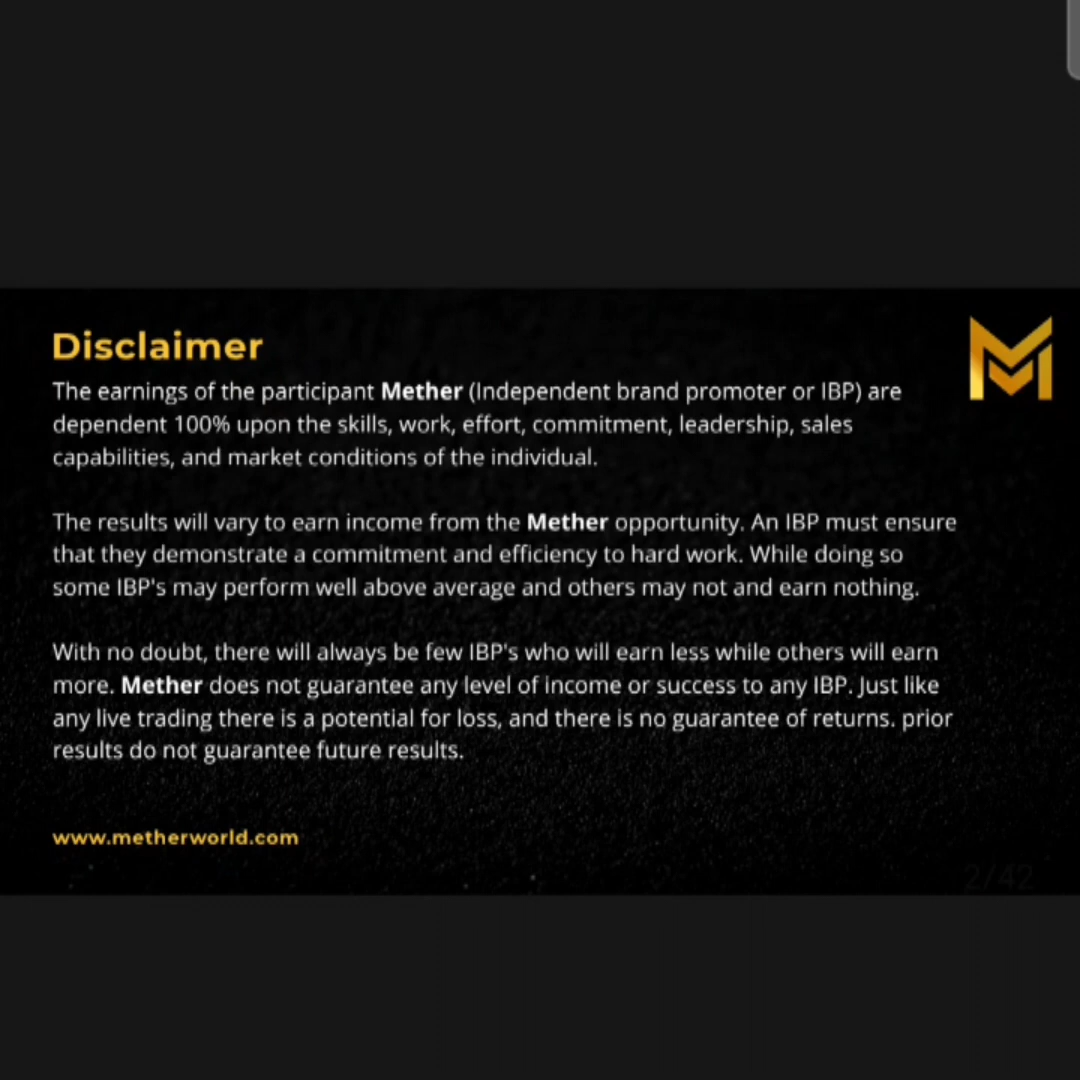 Disclaimer
The earnings of the participant Mether (Independent brand promoter or IBP) are
dependent 100% upon the skills, work, effort, commitment, leadership, sales
capabilities, and market conditions of the individual.
The results will vary to earn income from the Mether opportunity. An IBP must ensure
that they demonstrate a commitment and efficiency to hard work. While doing so
some IBP's may perform well above average and others may not and earn nothing.
With no doubt, there will always be few IBP's who will earn less while others will earn
more. Mether does not guarantee any level of income or success to any IBP. Just like
any live trading there is a potential for loss, and there is no guarantee of returns. prior
results do not guarantee future results.
www.metherworld.com
2/42